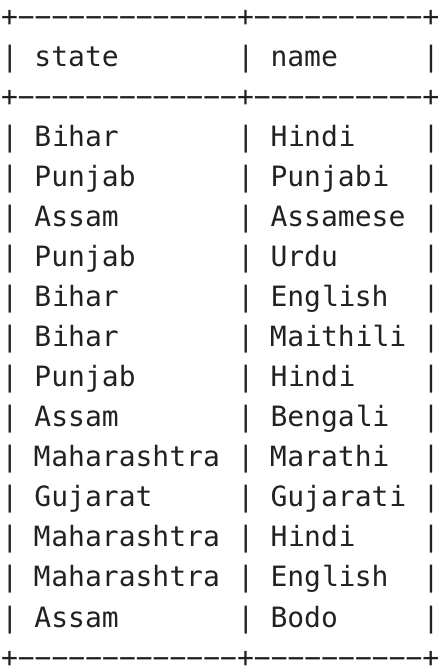 +-------------+----------+
| state       | name     |
+-------------+----------+
| Bihar       | Hindi    |
| Punjab      | Punjabi  |
| Assam       | Assamese |
| Punjab      | Urdu     |
| Bihar       | English  |
| Bihar       | Maithili |
| Punjab      | Hindi    |
| Assam       | Bengali  |
| Maharashtra | Marathi  |
| Gujarat     | Gujarati |
| Maharashtra | Hindi    |
| Maharashtra | English  |
| Assam       | Bodo     |
+-------------+----------+